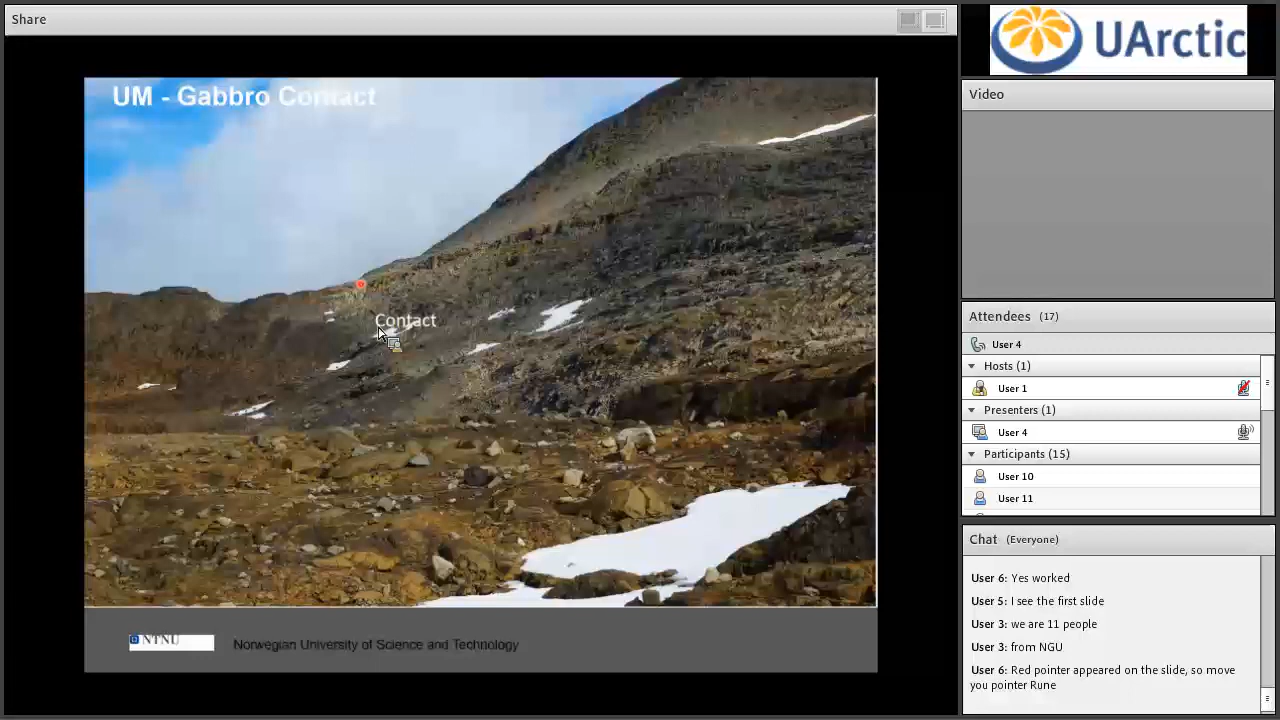 Share
UM - Gabbro Contact
Contact
NTNU
Norwegian University of Science and Technology
UArctic
Video
Attendees (17)
User 4
Hosts (1)
User 1
Presenters (1)
User 4
Participants (15)
User 10
User 11
Chat (Everyone)
User 6: Yes worked
User 5: I see the first slide
User 3: we are 11 people
User 3: from NGU
User 6: Red pointer appeared on the slide, so move
you pointer Rune